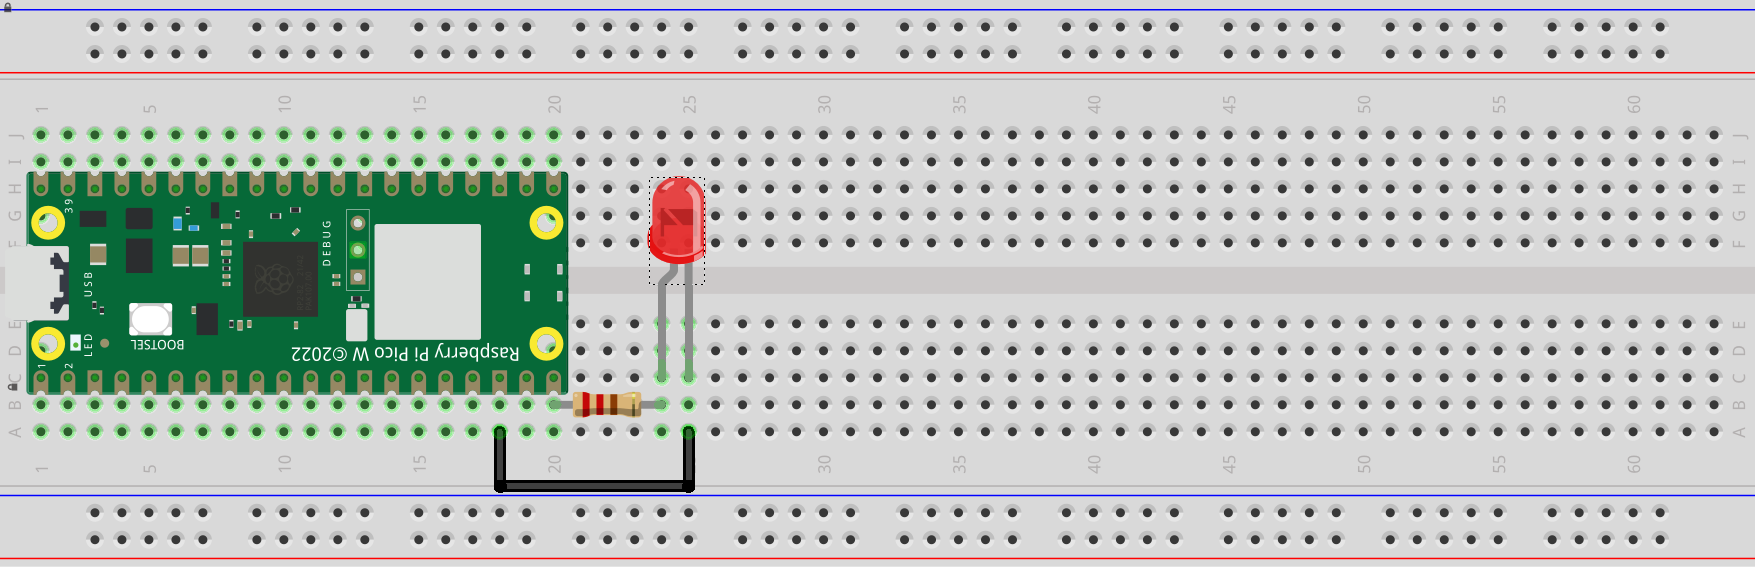 1 5 10 15 20 25 30 35 40 45 50 55 60
J J
I I
H H
G G
F F
39
DEBUG
USB
BOOTSEL
LED
Raspberry Pi Pico W ©2022
1
2
E E
D D
C C
B B
A A
1 5 10 15 20 30 35 40 45 50 55 60